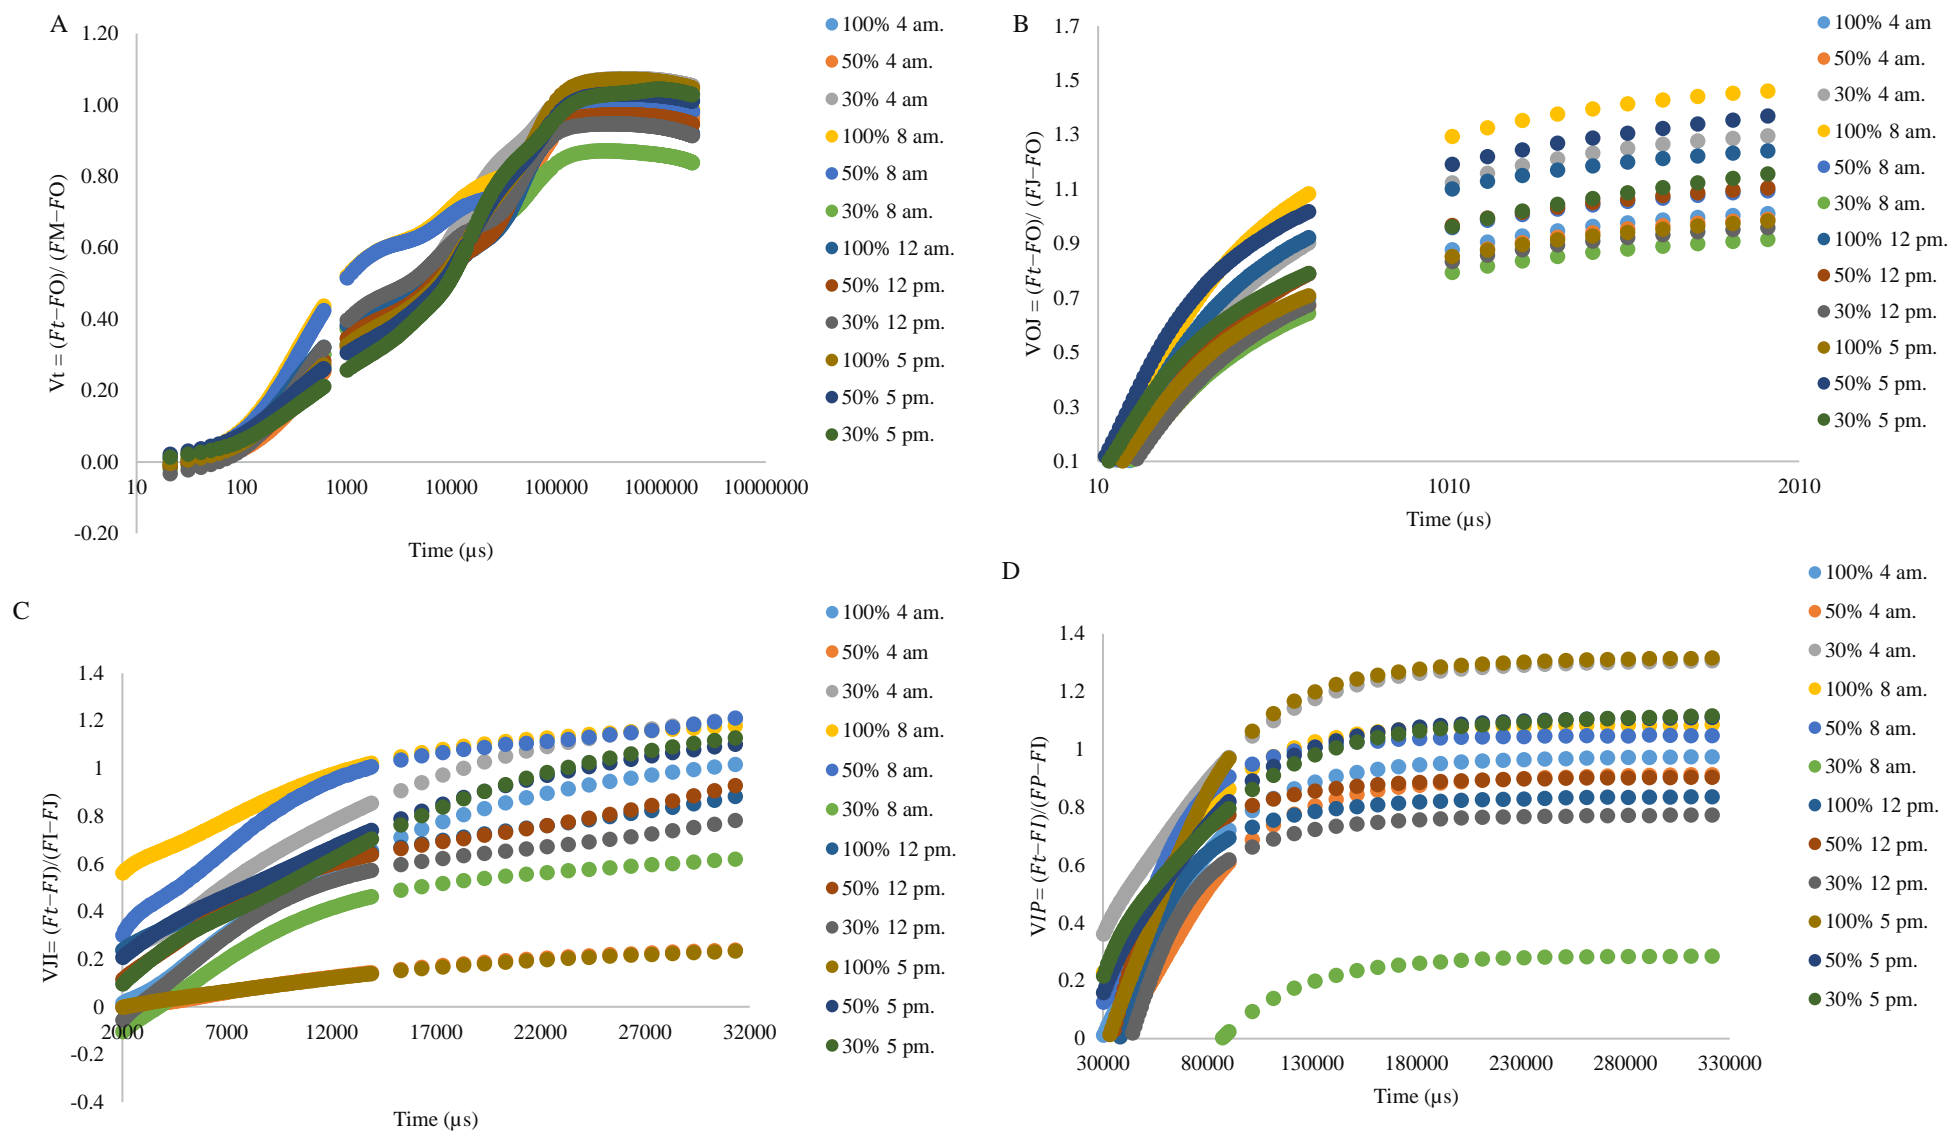 A
1.20
1.00
0.80
0.60
0.40
0.20
0.00
-0.20
10
100
1000
10000
100000
1000000
10000000
Vt = (Ft−FO)/ (FM−FO)
Time (µs)
100% 4 am.
50% 4 am.
30% 4 am
100% 8 am.
50% 8 am
30% 8 am.
100% 12 am.
50% 12 pm.
30% 12 pm.
100% 5 pm.
50% 5 pm.
30% 5 pm.
B
1.7
1.5
1.3
1.1
0.9
0.7
0.5
0.3
0.1
10
1010
2010
VOJ = (Ft−FO)/ (FJ−FO)
Time (µs)
100% 4 am
50% 4 am.
30% 4 am.
100% 8 am.
50% 8 am.
30% 8 am.
100% 12 pm.
50% 12 pm.
30% 12 pm.
100% 5 pm.
50% 5 pm.
30% 5 pm.
C
1.4
1.2
1
0.8
0.6
0.4
0.2
0
-0.2
-0.4
2000
7000
12000
17000
22000
27000
32000
VJI= (Ft−FJ)/(FI−FJ)
Time (µs)
100% 4 am.
50% 4 am
30% 4 am.
100% 8 am.
50% 8 am.
30% 8 am.
100% 12 pm.
50% 12 pm.
30% 12 pm.
100% 5 pm.
50% 5 pm.
30% 5 pm.
D
1.4
1.2
1
0.8
0.6
0.4
0.2
0
30000
80000
130000
180000
230000
280000
330000
VIP= (Ft−FI)/(FP−FI)
Time (µs)
100% 4 am.
50% 4 am.
30% 4 am.
100% 8 am.
50% 8 am.
30% 8 am.
100% 12 pm.
50% 12 pm.
30% 12 pm.
100% 5 pm.
50% 5 pm.
30% 5 pm.